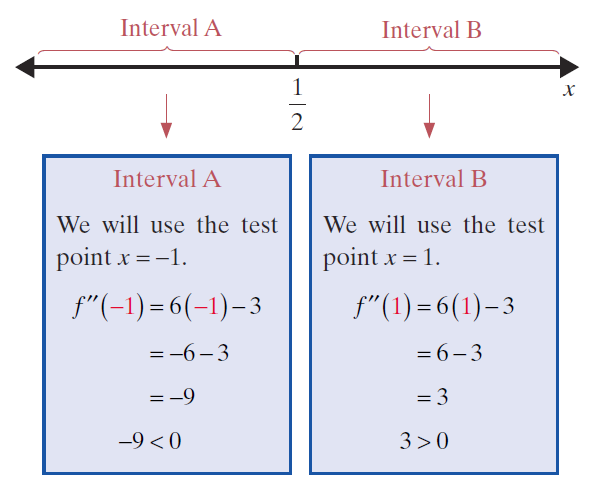 Interval A
Interval B
1
2
x
Interval A
We will use the test
point x = −1.
f″(−1) = 6(−1) − 3
= −6 − 3
= −9
−9 < 0
Interval B
We will use the test
point x = 1.
f″(1) = 6(1) − 3
= 6 − 3
= 3
3 > 0